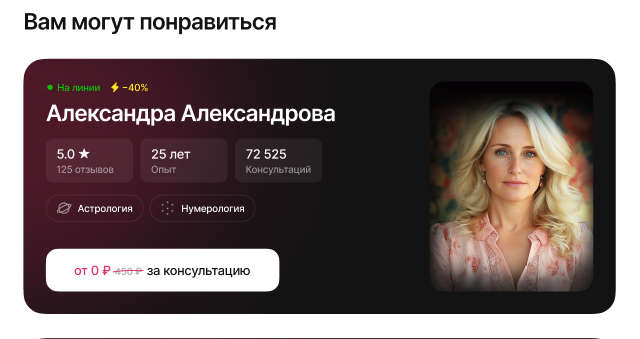 Вам могут понравиться
На линии −40%
Александра Александрова
5.0 ★ 25 лет 72 525
125 отзывов Опыт Консультаций
Астрология Нумерология
от 0 ₽ 450 ₽ за консультацию